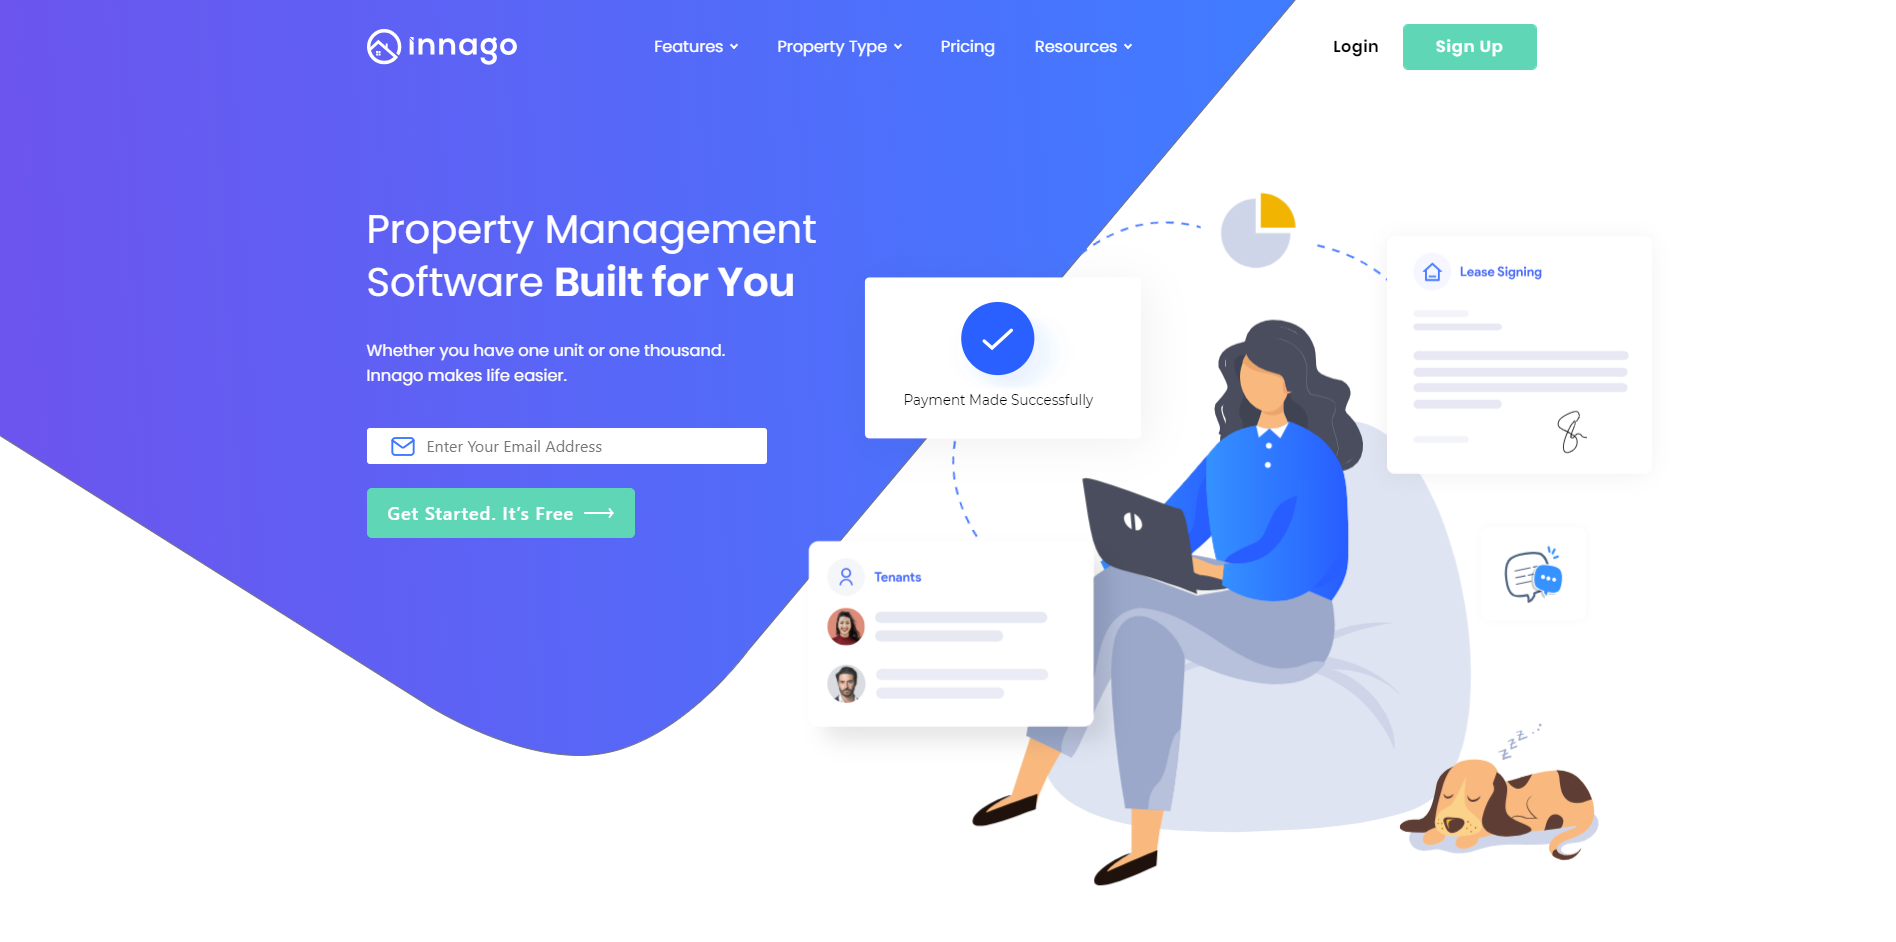 innago
Features
Property Type
Pricing
Resources
Login
Sign Up
Property Management
Software Built for You
Whether you have one unit or one thousand.
Innago makes life easier.
Enter Your Email Address
Get Started. It's Free
Payment Made Successfully
Lease Signing
Tenants
zzz...